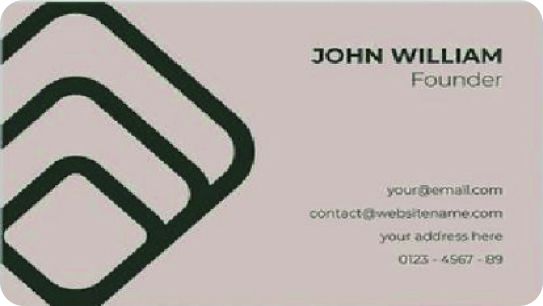 JOHN WILLIAM
Founder
your@email.com
contact@websitename.com
your address here
0123 - 4567 - 89